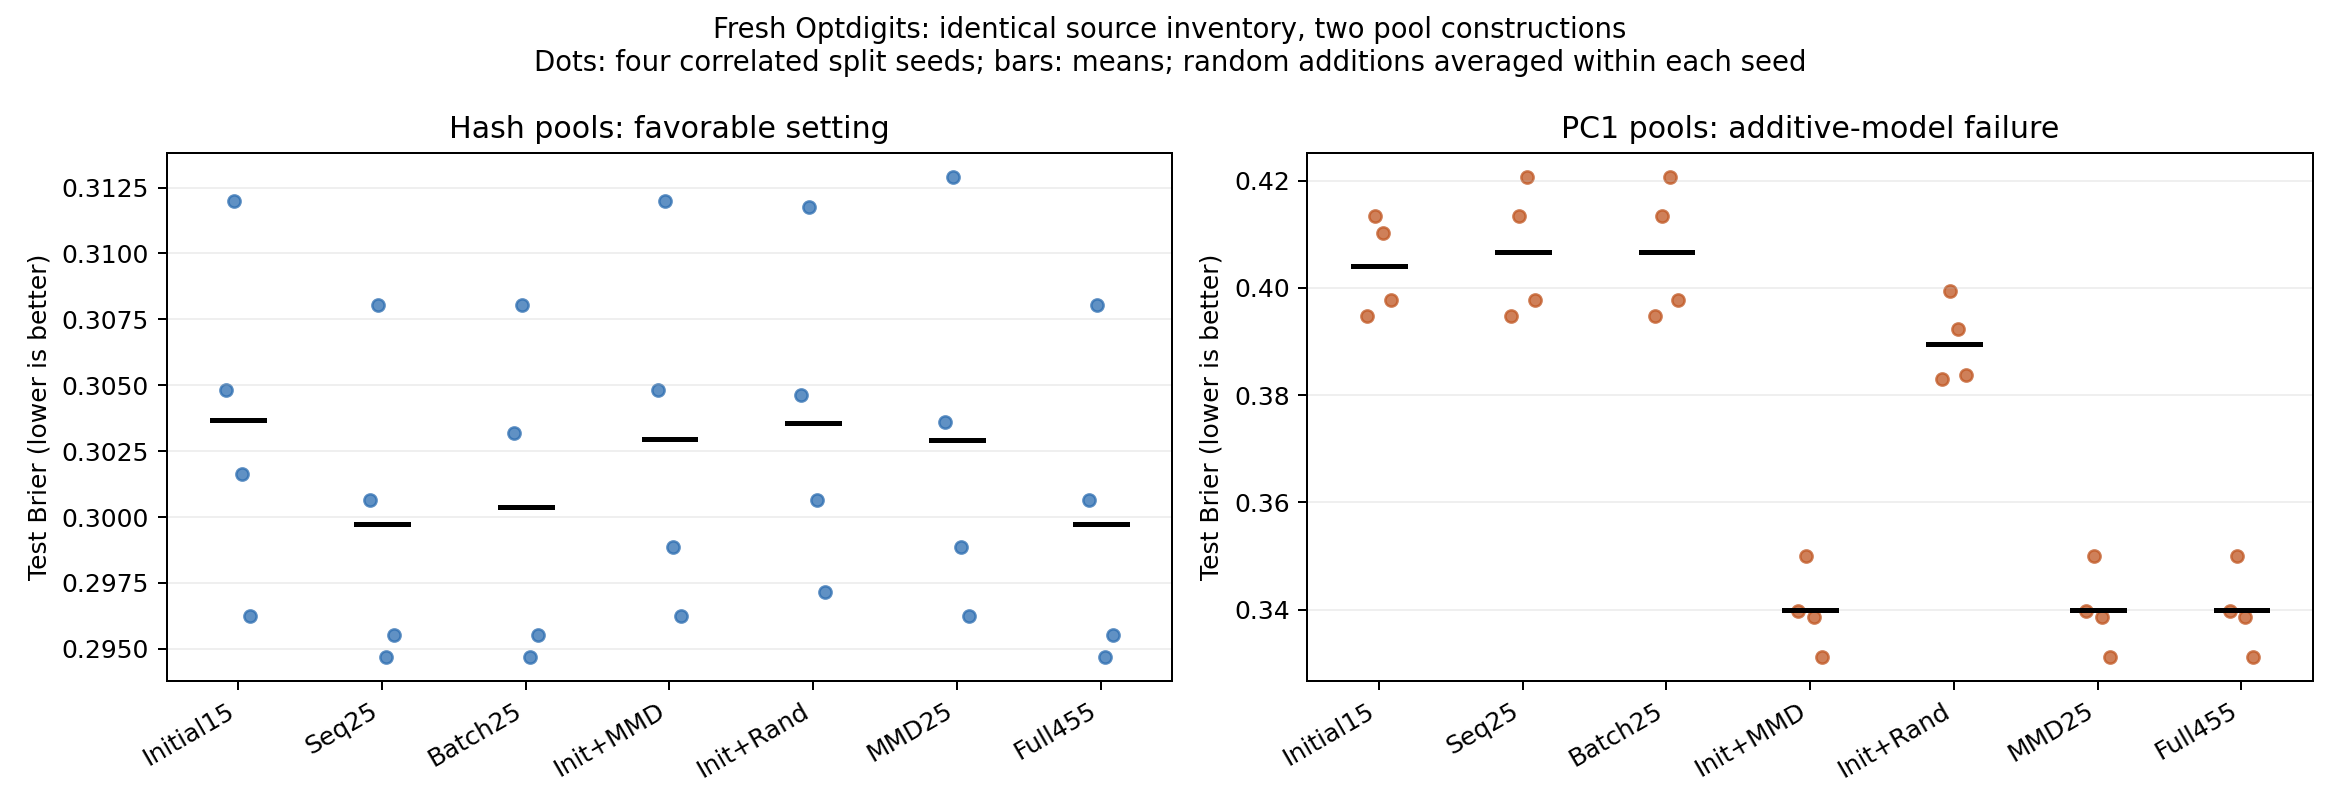 Fresh Optdigits: identical source inventory, two pool constructions
Dots: four correlated split seeds; bars: means; random additions averaged within each seed
Hash pools: favorable setting
Test Brier (lower is better)
0.3125
0.3100
0.3075
0.3050
0.3025
0.3000
0.2975
0.2950
Initial15
Seq25
Batch25
Init+MMD
Init+Rand
MMD25
Full455
PC1 pools: additive-model failure
Test Brier (lower is better)
0.42
0.40
0.38
0.36
0.34
Initial15
Seq25
Batch25
Init+MMD
Init+Rand
MMD25
Full455